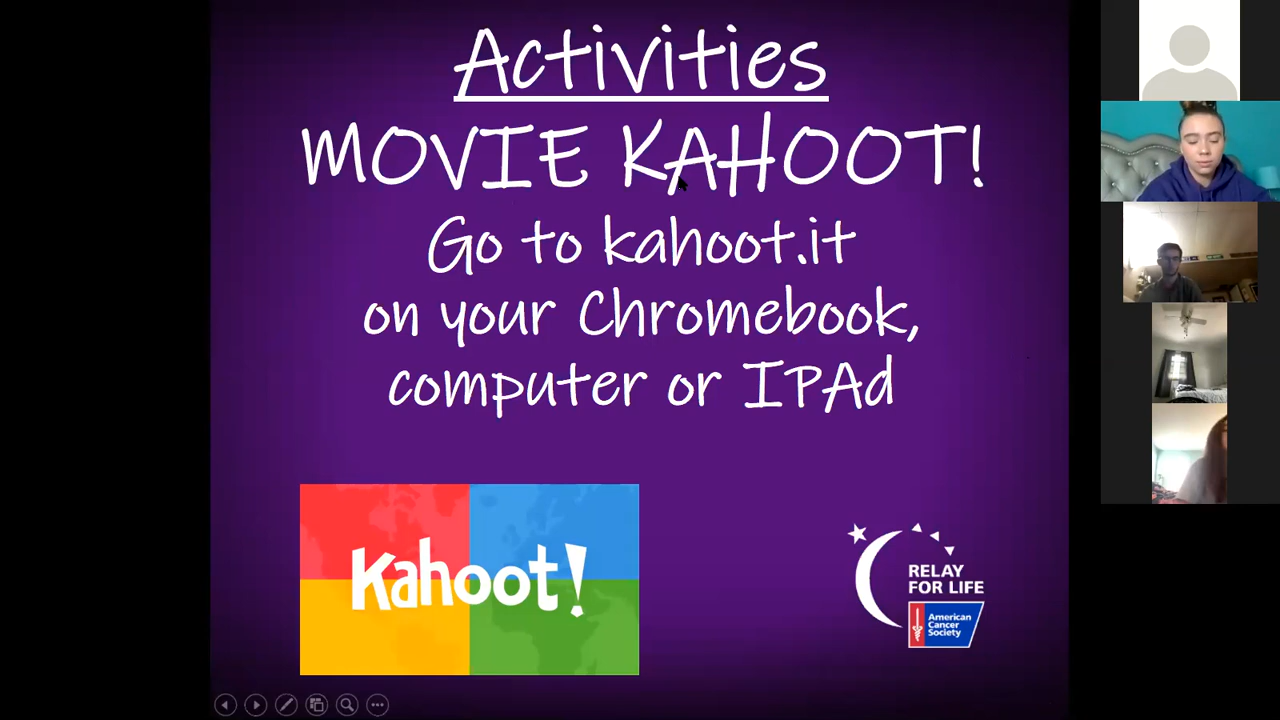 Activities
MOVIE KAHOOT!
Go to kahoot.it
on your Chromebook,
computer or IPAd
Kahoot!
RELAY
FOR LIFE
American
Cancer
Society